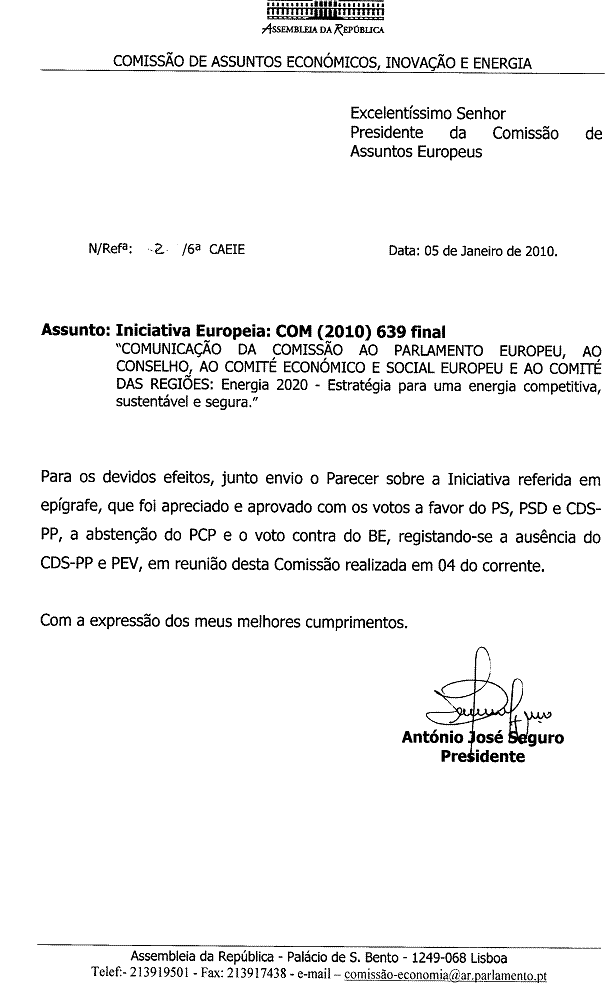 ASSEMBLEIA DA REPÚBLICA
COMISSÃO DE ASSUNTOS ECONÓMICOS, INOVAÇÃO E ENERGIA
Excelentíssimo Senhor
Presidente da Comissão de
Assuntos Europeus
N/Refª: 2 /6ª CAEIE Data: 05 de Janeiro de 2010.
Assunto: Iniciativa Europeia: COM (2010) 639 final
"COMUNICAÇÃO DA COMISSÃO AO PARLAMENTO EUROPEU, AO
CONSELHO, AO COMITÉ ECONÓMICO E SOCIAL EUROPEU E AO COMITÉ
DAS REGIÕES: Energia 2020 - Estratégia para uma energia competitiva,
sustentável e segura."
Para os devidos efeitos, junto envio o Parecer sobre a Iniciativa referida em
epígrafe, que foi apreciado e aprovado com os votos a favor do PS, PSD e CDS-
PP, a abstenção do PCP e o voto contra do BE, registando-se a ausência do
CDS-PP e PEV, em reunião desta Comissão realizada em 04 do corrente.
Com a expressão dos meus melhores cumprimentos.
António José Seguro
Presidente
Assembleia da República - Palácio de S. Bento - 1249-068 Lisboa
Telef:- 213919501 - Fax: 213917438 - e-mail – comissão-economia@ar.parlamento.pt